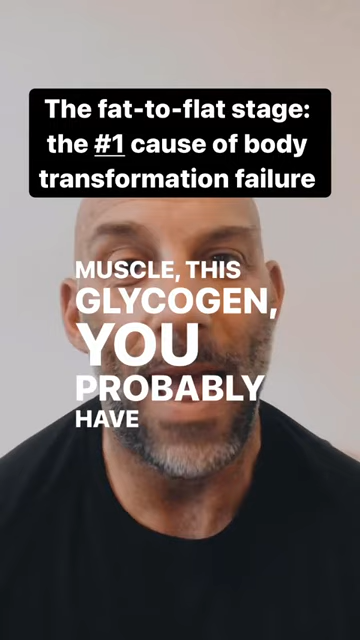 The fat-to-flat stage:
the #1 cause of body
transformation failure
MUSCLE, THIS
GLYCOGEN,
YOU
PROBABLY
HAVE